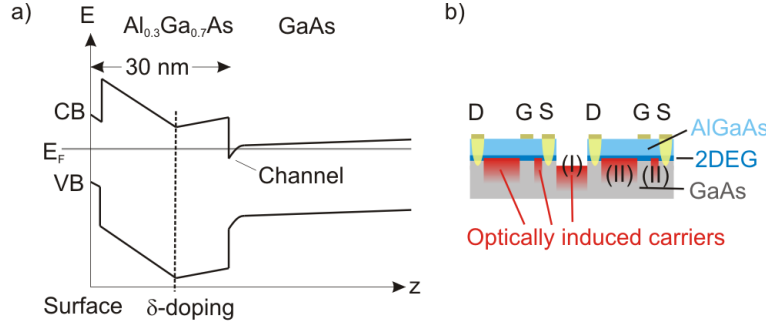 a)
E
Al0.3Ga0.7As
GaAs
30 nm
CB
EF
VB
Channel
z
Surface
δ-doping
b)
D G S D G S
AlGaAs
2DEG
(I)
(II) (II)
GaAs
Optically induced carriers